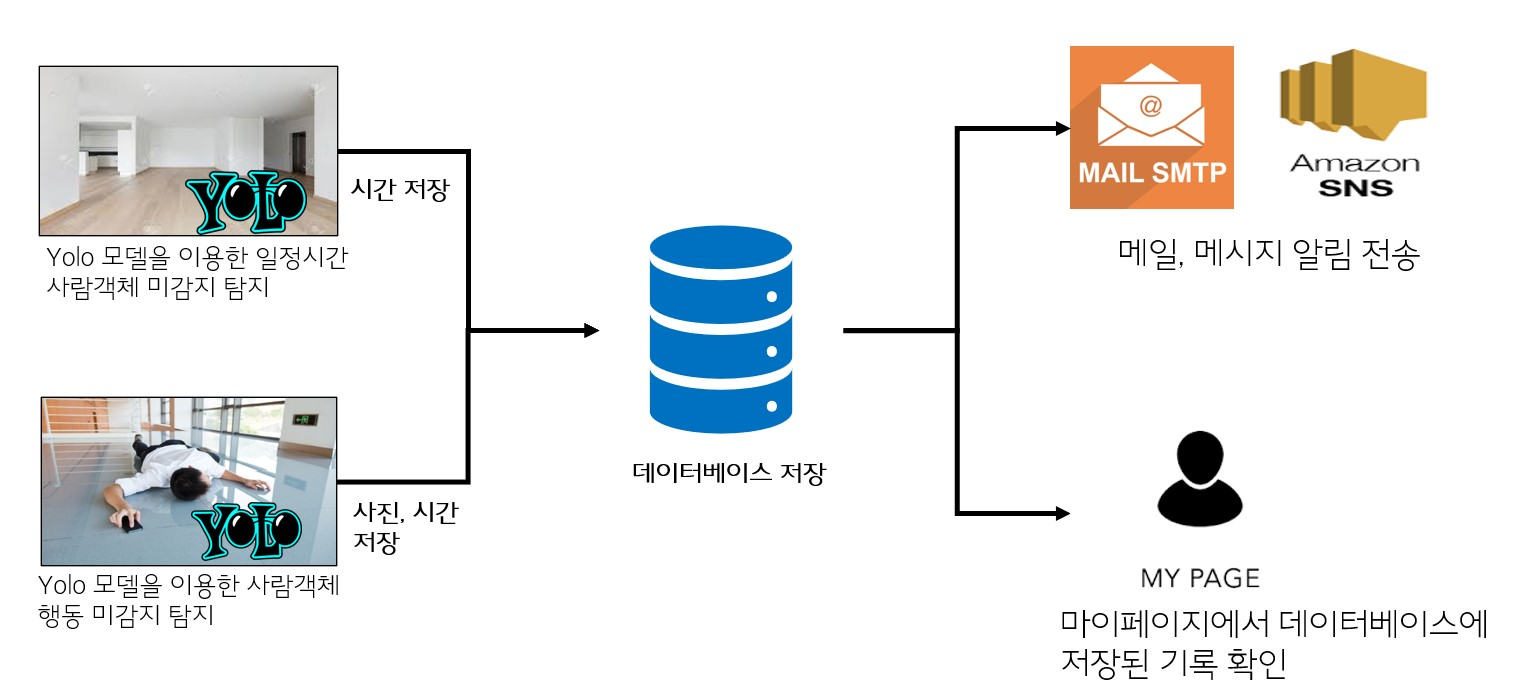 YOLO
시간 저장
Yolo 모델을 이용한 일정시간
사람객체 미감지 탐지
YOLO
사진, 시간
저장
Yolo 모델을 이용한 사람객체
행동 미감지 탐지
데이터베이스 저장
@
MAIL SMTP
Amazon
SNS
메일, 메시지 알림 전송
MY PAGE
마이페이지에서 데이터베이스에
저장된 기록 확인